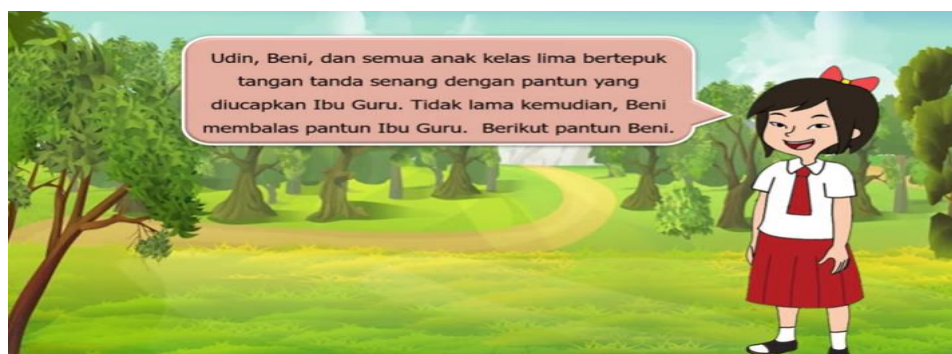 Udin, Beni, dan semua anak kelas lima bertepuk
tangan tanda senang dengan pantun yang
diucapkan Ibu Guru. Tidak lama kemudian, Beni
membalas pantun Ibu Guru. Berikut pantun Beni.